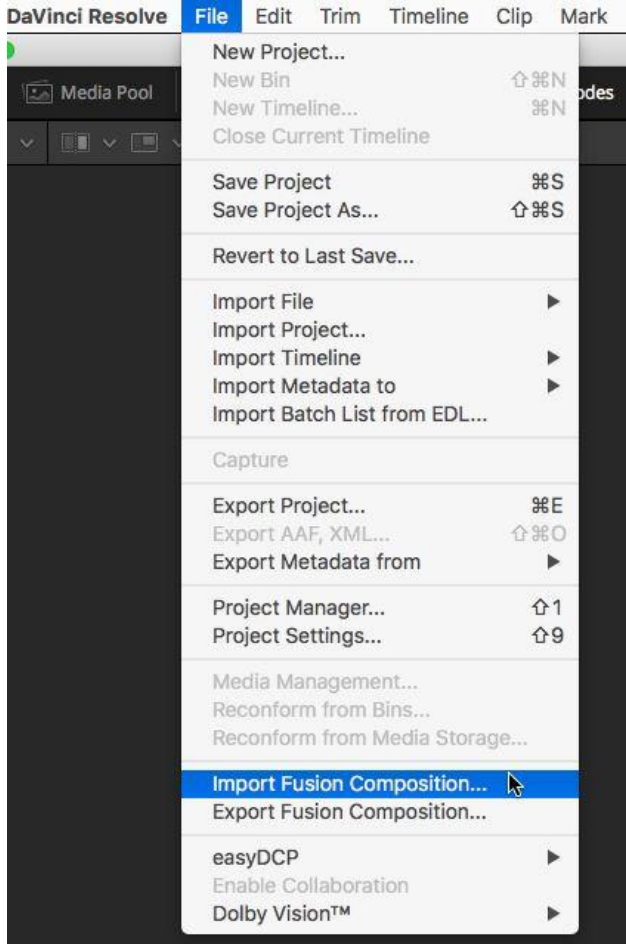 DaVinci Resolve File Edit Trim Timeline Clip Mark
New Project...
New Bin ⇧⌘N
Media Pool
New Timeline... ⌘N
Close Current Timeline
Save Project ⌘S
Save Project As... ⇧⌘S
Revert to Last Save...
Import File ▶
Import Project...
Import Timeline ▶
Import Metadata to ▶
Import Batch List from EDL...
Capture
Export Project... ⌘E
Export AAF, XML... ⇧⌘O
Export Metadata from ▶
Project Manager... ⇧1
Project Settings... ⇧9
Media Management...
Reconform from Bins...
Reconform from Media Storage...
Import Fusion Composition...
Export Fusion Composition...
easyDCP ▶
Enable Collaboration
Dolby Vision™ ▶